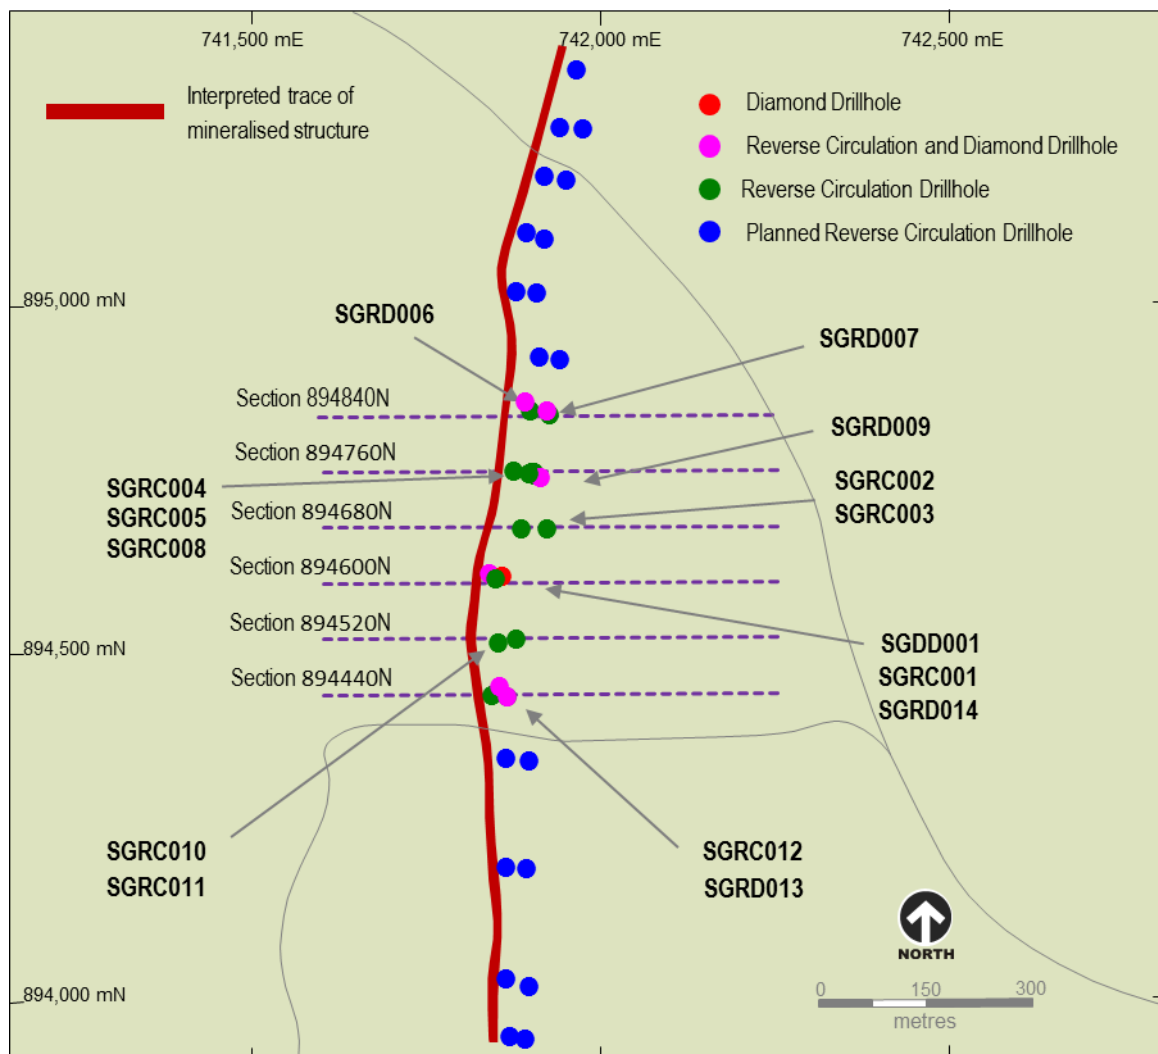 741,500 mE
742,000 mE
742,500 mE
Interpreted trace of
mineralised structure
Diamond Drillhole
Reverse Circulation and Diamond Drillhole
Reverse Circulation Drillhole
Planned Reverse Circulation Drillhole
895,000 mN
SGRD006
SGRD007
Section 894840N
SGRD009
Section 894760N
SGRC004
SGRC005
SGRC008
SGRC002
SGRC003
Section 894680N
Section 894600N
Section 894520N
894,500 mN
SGDD001
SGRC001
SGRD014
Section 894440N
SGRC010
SGRC011
SGRC012
SGRD013
NORTH
894,000 mN
0 150 300
metres